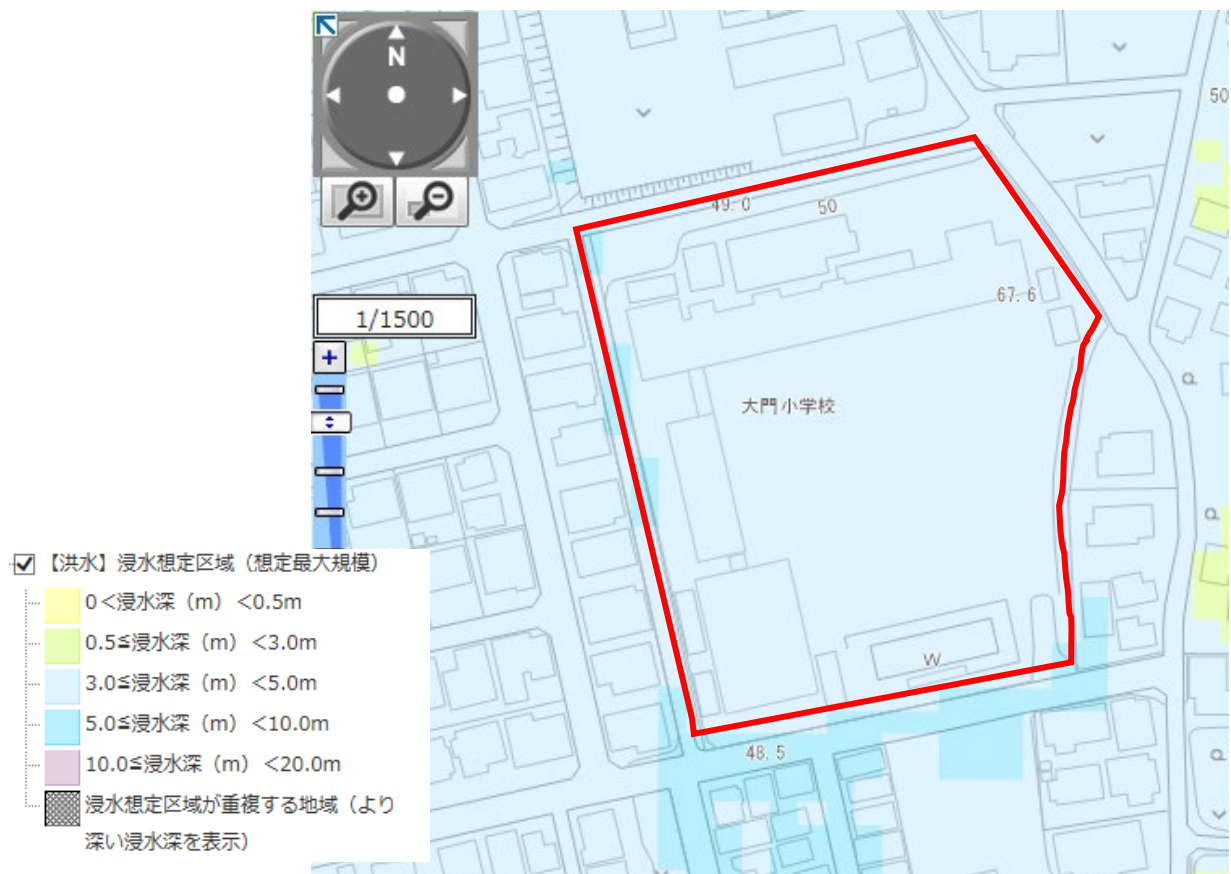 N
1/1500
49.0
50
50
67.6
大門小学校
W
48.5
【洪水】浸水想定区域（想定最大規模）
0＜浸水深（m）＜0.5m
0.5≦浸水深（m）＜3.0m
3.0≦浸水深（m）＜5.0m
5.0≦浸水深（m）＜10.0m
10.0≦浸水深（m）＜20.0m
浸水想定区域が重複する地域（より
深い浸水深を表示）